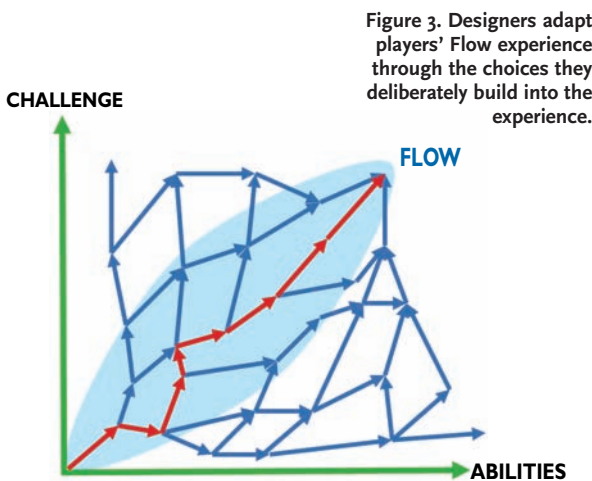 Figure 3. Designers adapt
players’ Flow experience
through the choices they
deliberately build into the
experience.
CHALLENGE
FLOW
ABILITIES